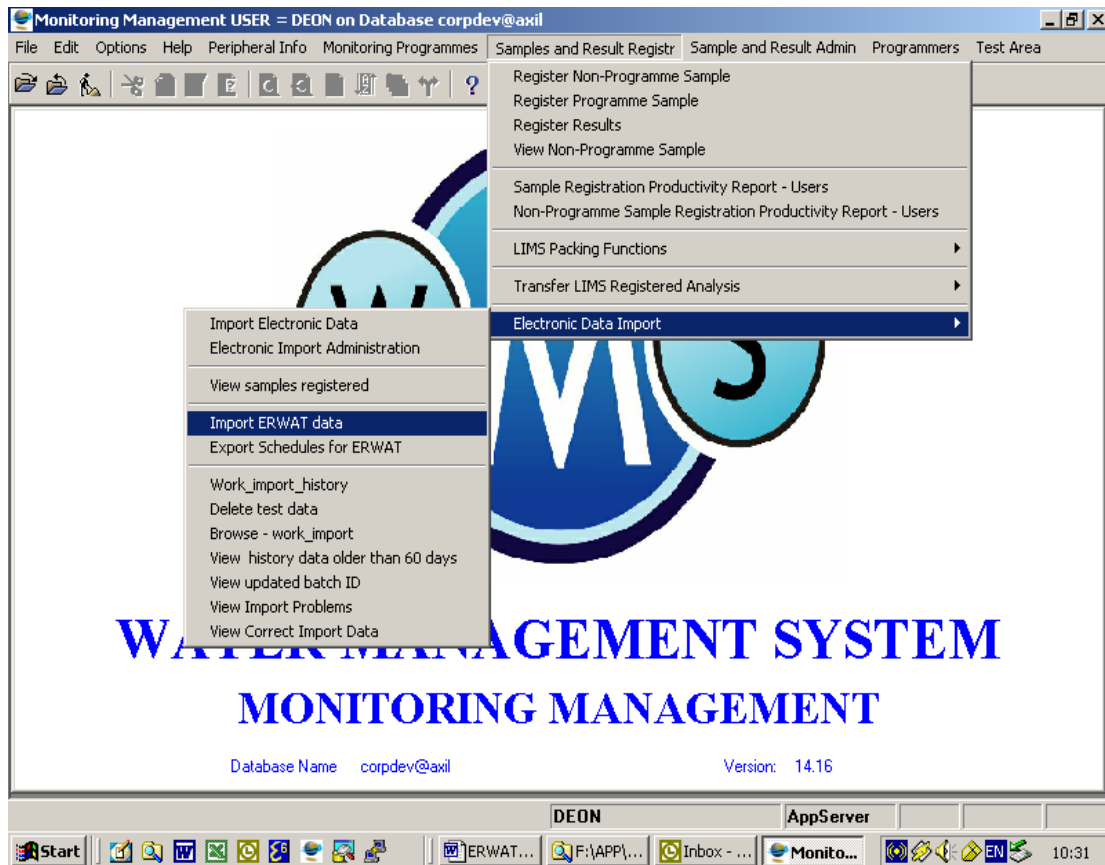 Monitoring Management USER = DEON on Database corpdev@axil
File Edit Options Help Peripheral Info Monitoring Programmes Samples and Result Registr Sample and Result Admin Programmers Test Area
Register Non-Programme Sample
Register Programme Sample
Register Results
View Non-Programme Sample
Sample Registration Productivity Report - Users
Non-Programme Sample Registration Productivity Report - Users
LIMS Packing Functions
Transfer LIMS Registered Analysis
Electronic Data Import
Import Electronic Data
Electronic Import Administration
View samples registered
Import ERWAT data
Export Schedules for ERWAT
Work_import_history
Delete test data
Browse - work_import
View history data older than 60 days
View updated batch ID
View Import Problems
View Correct Import Data
W
M
S
WATER MANAGEMENT SYSTEM
MONITORING MANAGEMENT
Database Name corpdev@axil Version: 14.16
DEON AppServer
Start ERWAT... F:\APP\... Inbox - ... Monito... EN 10:31